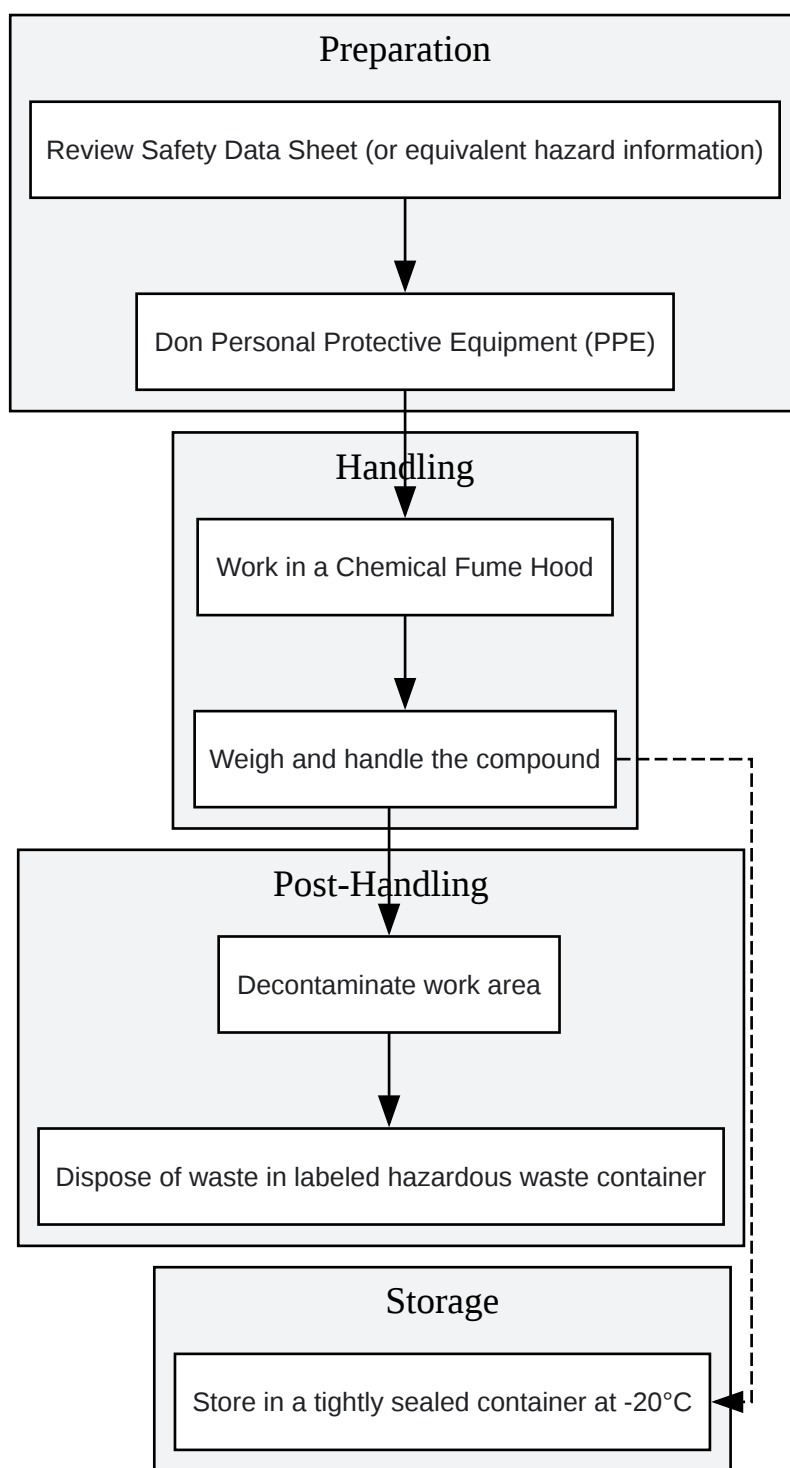 Preparation
Review Safety Data Sheet (or equivalent hazard information)
Don Personal Protective Equipment (PPE)
Handling
Work in a Chemical Fume Hood
Weigh and handle the compound
Post-Handling
Decontaminate work area
Dispose of waste in labeled hazardous waste container
Storage
Store in a tightly sealed container at -20°C